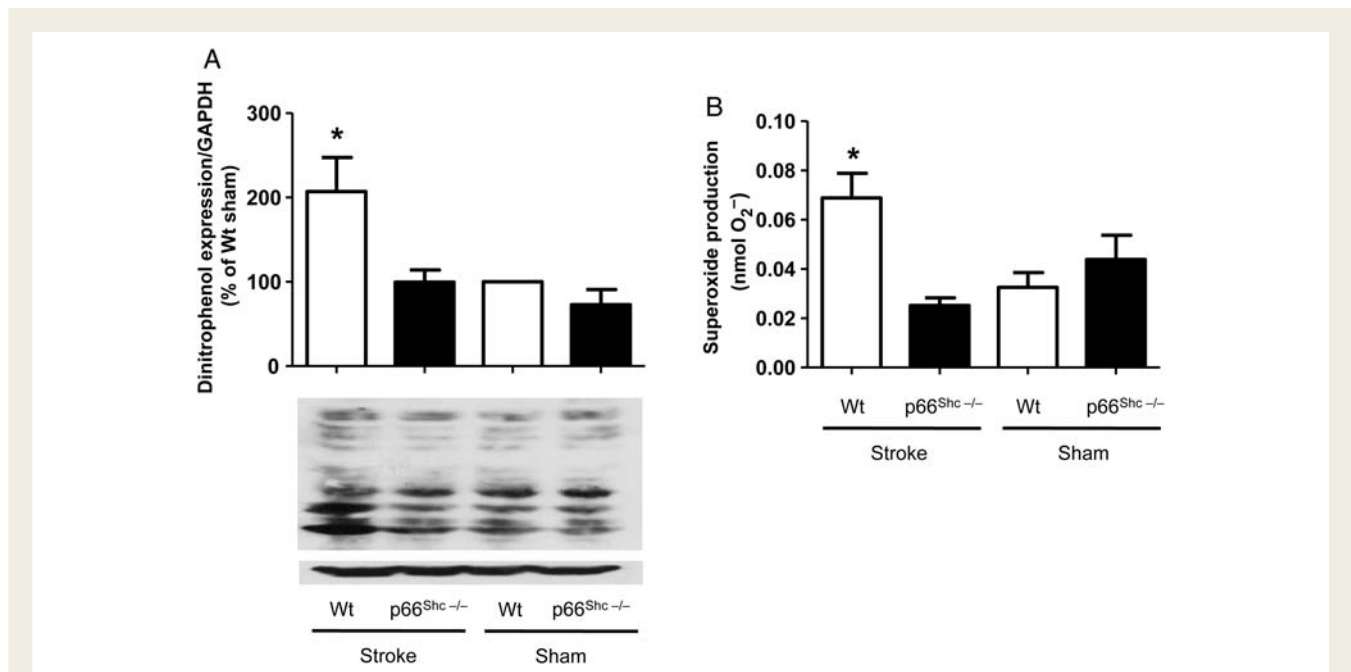 A
Dinitrophenol expression/GAPDH
(% of Wt sham)
300
200
100
0
*
Wt p66Shc –/– Wt p66Shc –/–
Stroke Sham
B
Superoxide production
(nmol O2–)
0.10
0.08
0.06
0.04
0.02
0.00
*
Wt p66Shc –/– Wt p66Shc –/–
Stroke Sham